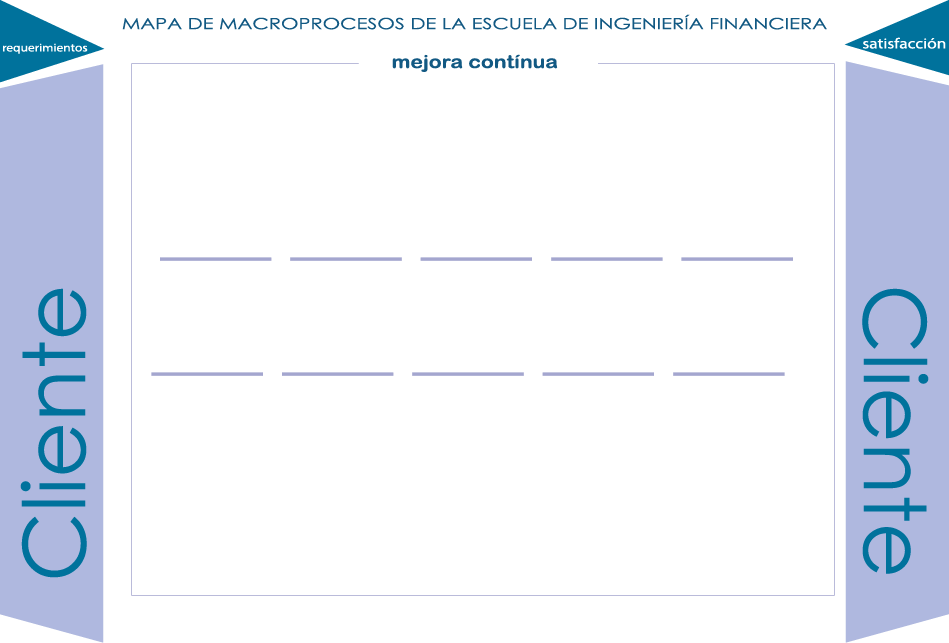 MAPA DE MACROPROCESOS DE LA ESCUELA DE INGENIERÍA FINANCIERA
requerimientos
satisfacción
mejora contínua
Cliente
Cliente